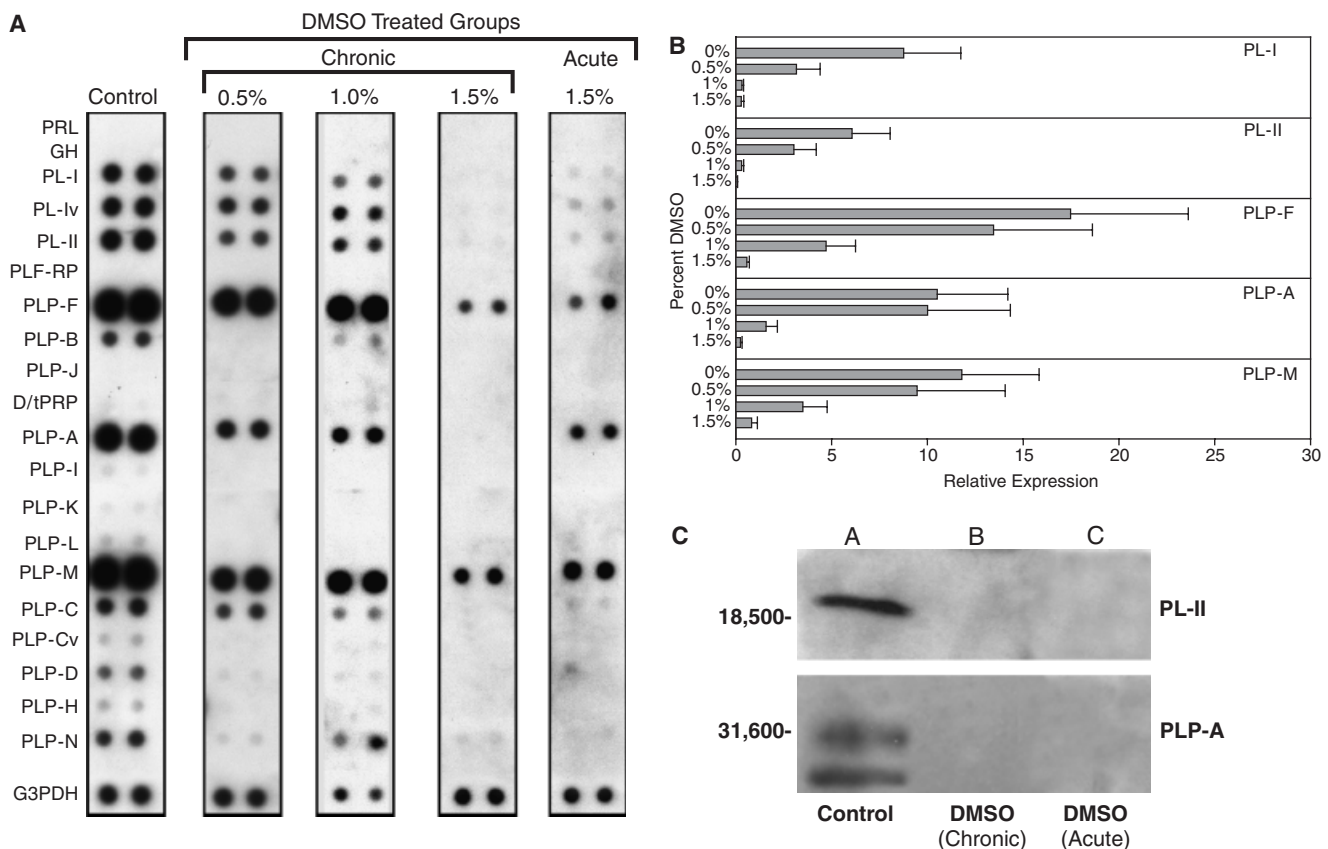 A
DMSO Treated Groups
Chronic
Acute
Control
0.5%
1.0%
1.5%
1.5%
PRL
GH
PL-I
PL-Iv
PL-II
PLF-RP
PLP-F
PLP-B
PLP-J
D/tPRP
PLP-A
PLP-I
PLP-K
PLP-L
PLP-M
PLP-C
PLP-Cv
PLP-D
PLP-H
PLP-N
G3PDH
B
Percent DMSO
0%
0.5%
1%
1.5%
PL-I
0%
0.5%
1%
1.5%
PL-II
0%
0.5%
1%
1.5%
PLP-F
0%
0.5%
1%
1.5%
PLP-A
0%
0.5%
1%
1.5%
PLP-M
0 5 10 15 20 25 30
Relative Expression
C
A B C
18,500-
PL-II
31,600-
PLP-A
Control
DMSO
(Chronic)
DMSO
(Acute)